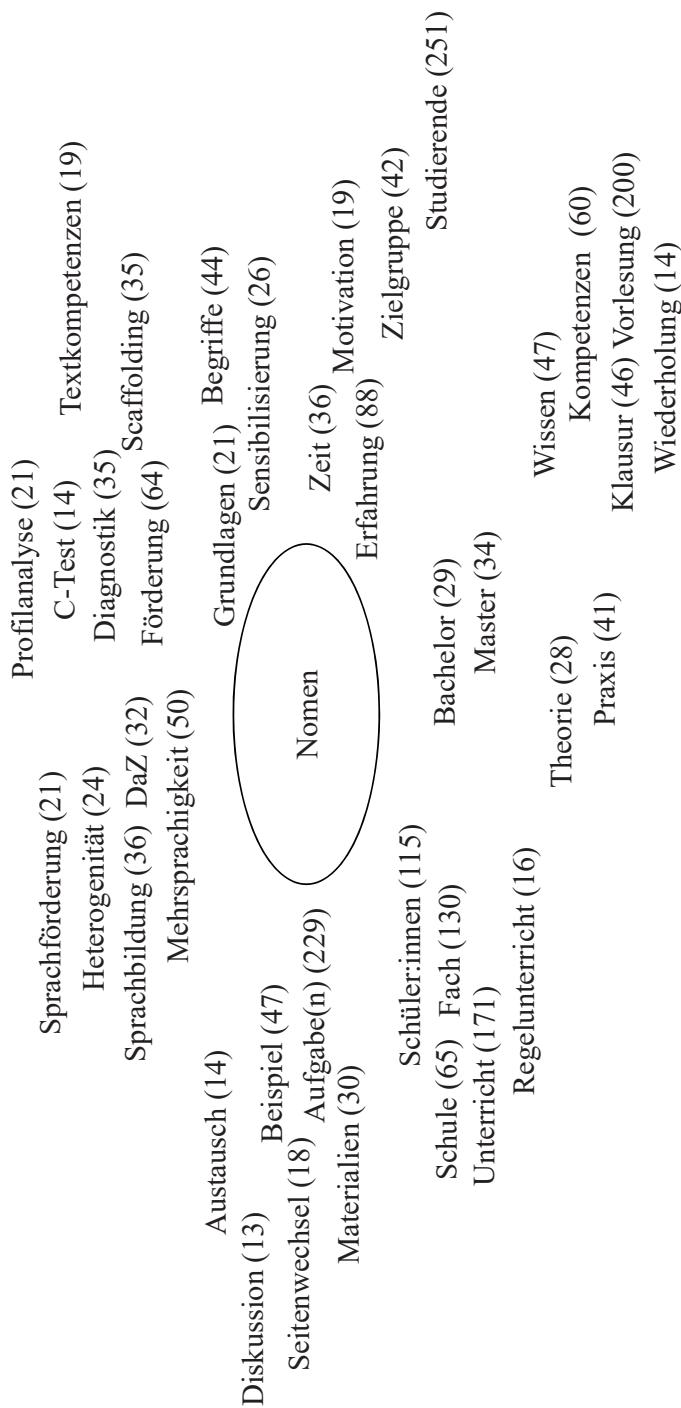 Profilanalyse (21)
Sprachförderung (21)
C-Test (14)
Textkompetenzen (19)
Heterogenität (24)
Diagnostik (35)
Sprachbildung (36) DaZ (32)
Scaffolding (35)
Mehrsprachigkeit (50)
Förderung (64)
Austausch (14)
Grundlagen (21)
Begriffe (44)
Diskussion (13)
Beispiel (47)
Sensibilisierung (26)
Seitenwechsel (18)
Aufgabe(n) (229)
Nomen
Zeit (36)
Materialien (30)
Motivation (19)
Erfahrung (88)
Zielgruppe (42)
Schüler:innen (115)
Studierende (251)
Schule (65) Fach (130)
Bachelor (29)
Unterricht (171)
Master (34)
Regelunterricht (16)
Wissen (47)
Theorie (28)
Kompetenzen (60)
Praxis (41)
Klausur (46) Vorlesung (200)
Wiederholung (14)